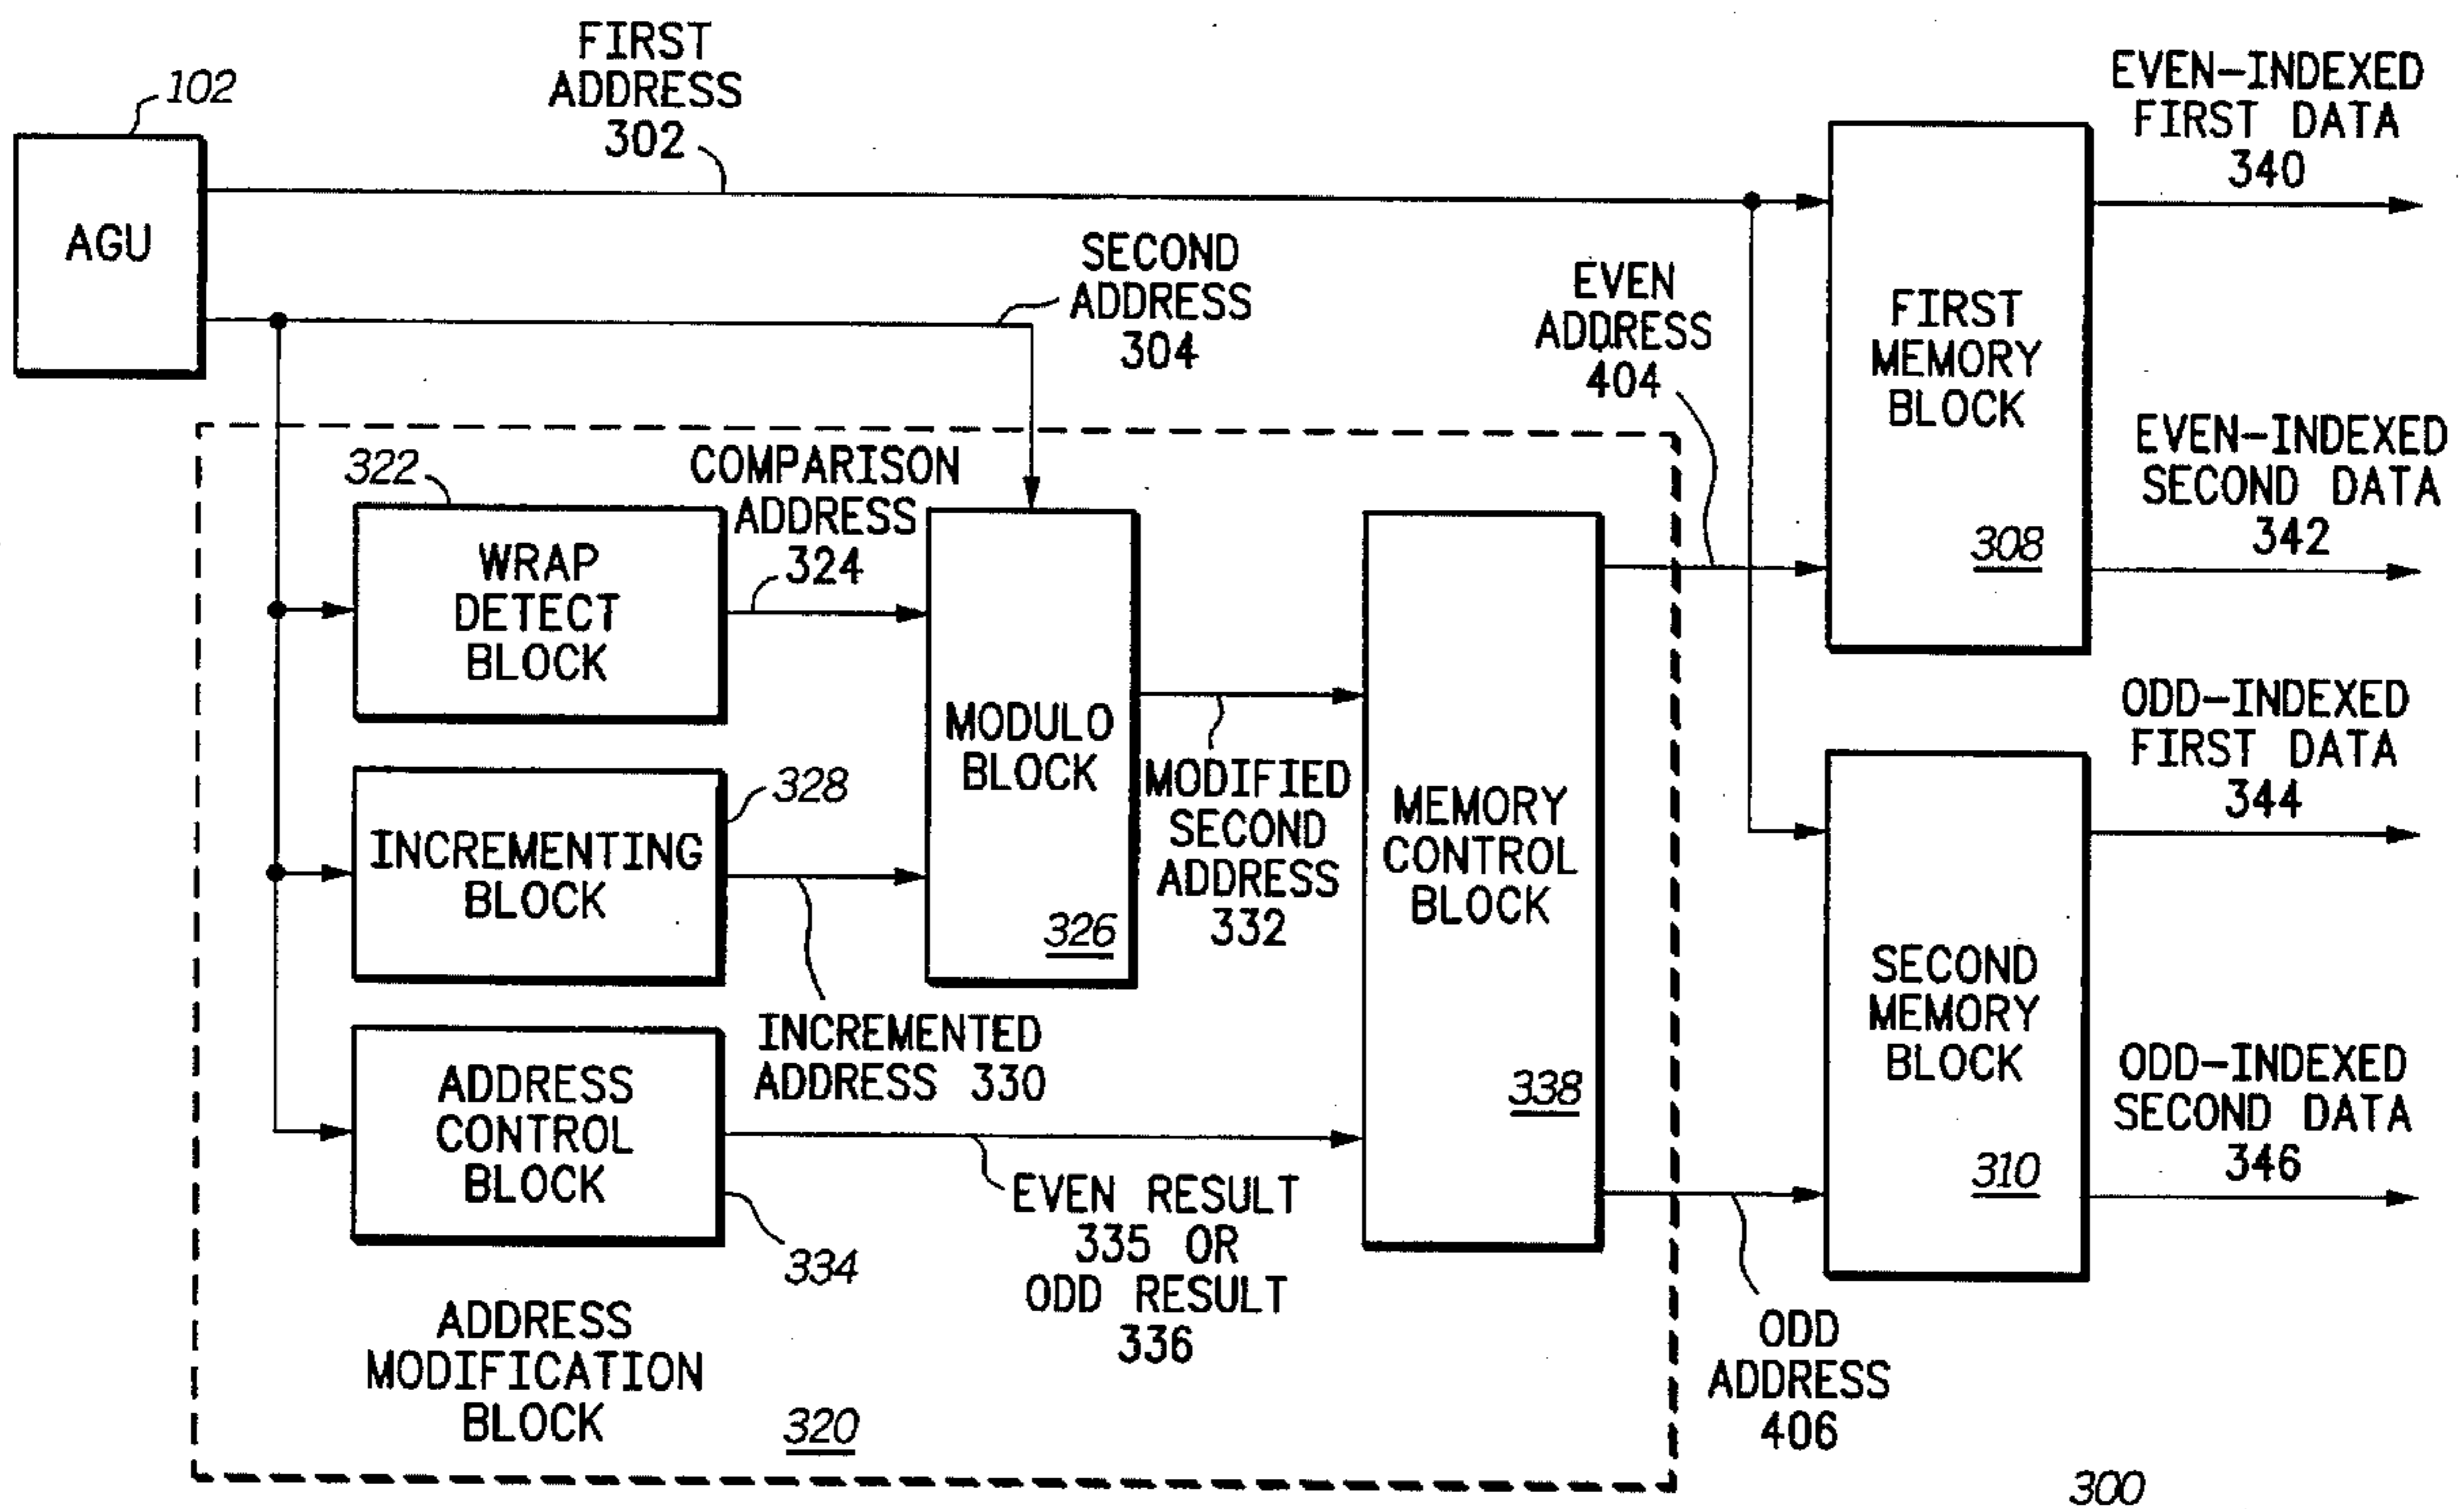 FIRST
ADDRESS
302
102
AGU
SECOND
ADDRESS
304
EVEN
ADDRESS
404
EVEN-INDEXED
FIRST DATA
340
FIRST
MEMORY
BLOCK
308
EVEN-INDEXED
SECOND DATA
342
322
WRAP
DETECT
BLOCK
COMPARISON
ADDRESS
324
MODULO
BLOCK
326
328
INCREMENTING
BLOCK
INCREMENTED
ADDRESS 330
MODIFIED
SECOND
ADDRESS
332
MEMORY
CONTROL
BLOCK
338
ODD-INDEXED
FIRST DATA
344
SECOND
MEMORY
BLOCK
310
ODD-INDEXED
SECOND DATA
346
ADDRESS
CONTROL
BLOCK
334
EVEN RESULT
335 OR
ODD RESULT
336
ODD
ADDRESS
406
ADDRESS
MODIFICATION
BLOCK
320
300